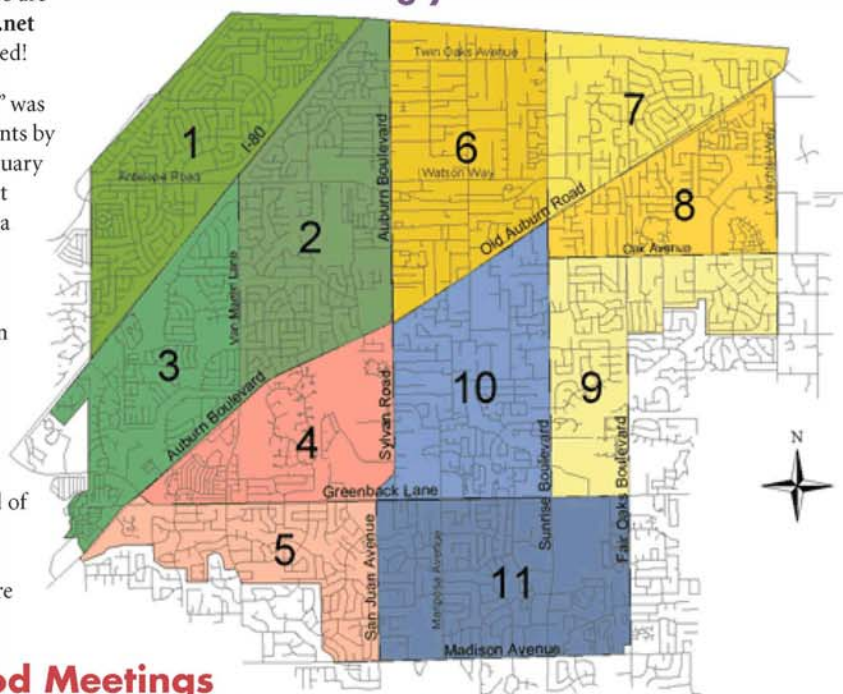 .net
ed!
” was
nts by
uary
t
a
n
l of
re
Twin Oaks Avenue
1
I-80
Antelope Road
2
Auburn Boulevard
6
Watson Way
7
Old Auburn Road
8
Wachtel Way
Oak Avenue
Van Maren Lane
3
Auburn Boulevard
4
Sylvan Road
10
9
Sunrise Boulevard
Fair Oaks Boulevard
N
Greenback Lane
5
San Juan Avenue
Mariposa Avenue
11
Madison Avenue
od Meetings